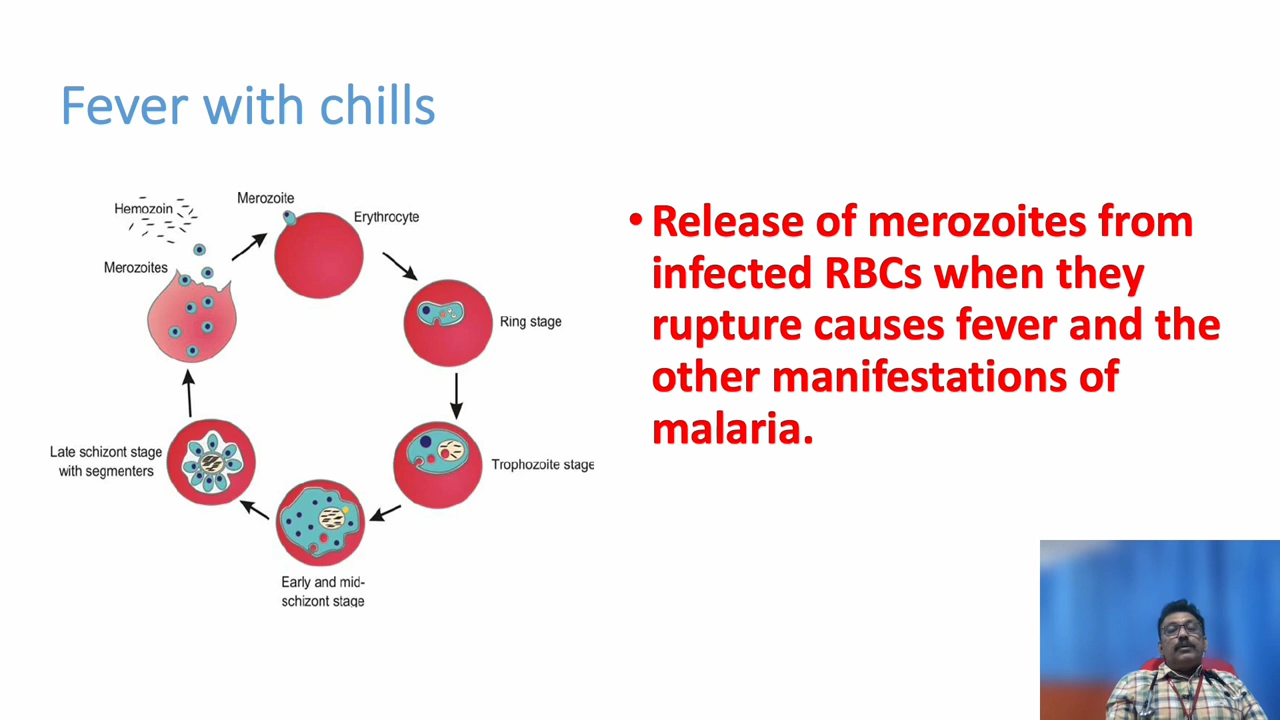 Fever with chills
Hemozoin
Merozoite
Erythrocyte
Merozoites
Ring stage
Late schizont stage
with segmenters
Trophozoite stage
Early and mid-
schizont stage
• Release of merozoites from
infected RBCs when they
rupture causes fever and the
other manifestations of
malaria.